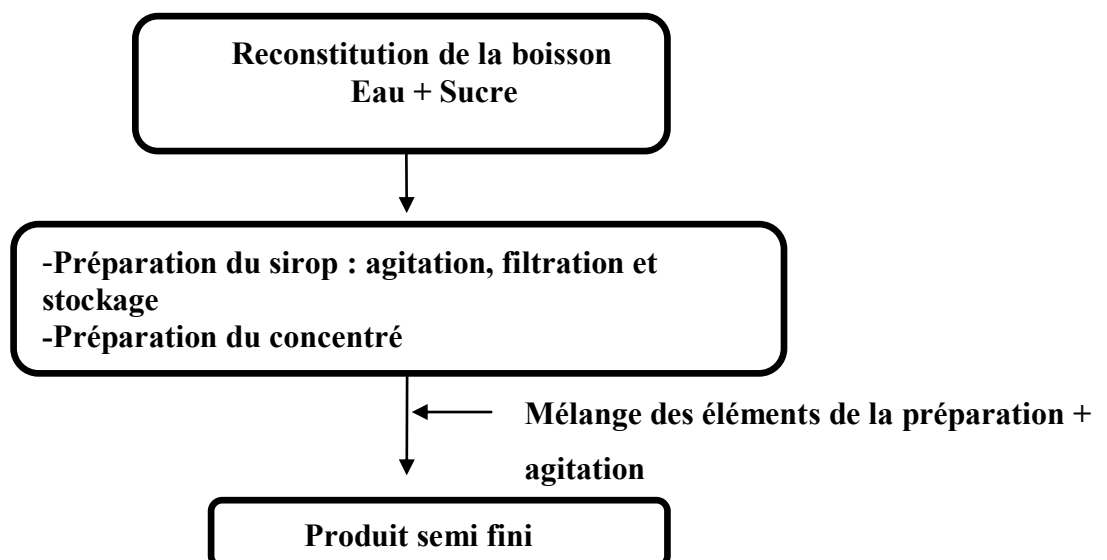 Reconstitution de la boisson
Eau + Sucre
-Préparation du sirop : agitation, filtration et
stockage
-Préparation du concentré
Mélange des éléments de la préparation +
agitation
Produit semi fini